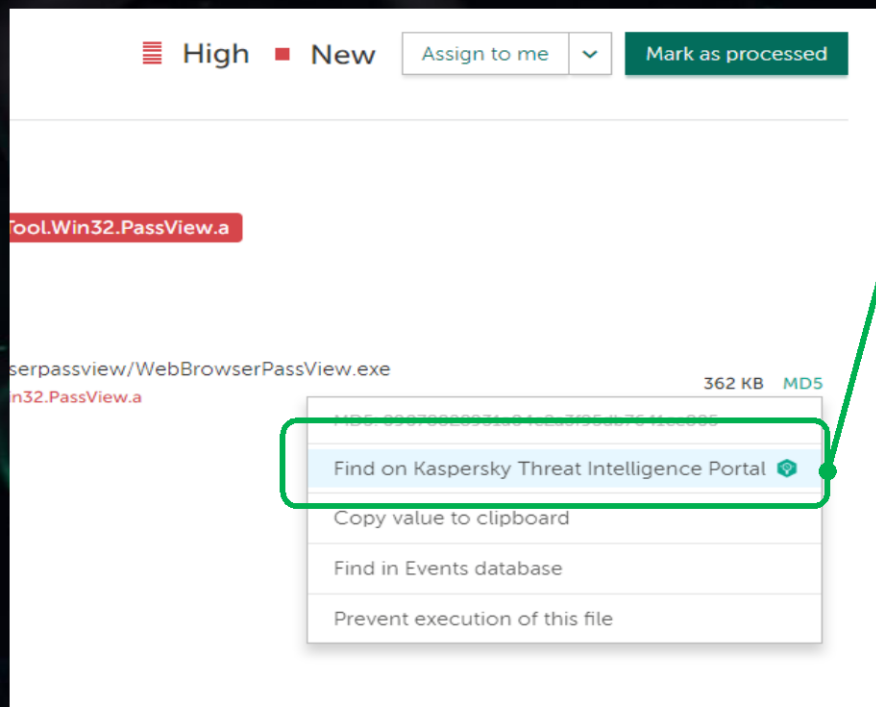 High New Assign to me Mark as processed
Tool.Win32.PassView.a
serpassview/WebBrowserPassView.exe
362 KB MD5
in32.PassView.a
MD5:
Find on Kaspersky Threat Intelligence Portal
Copy value to clipboard
Find in Events database
Prevent execution of this file